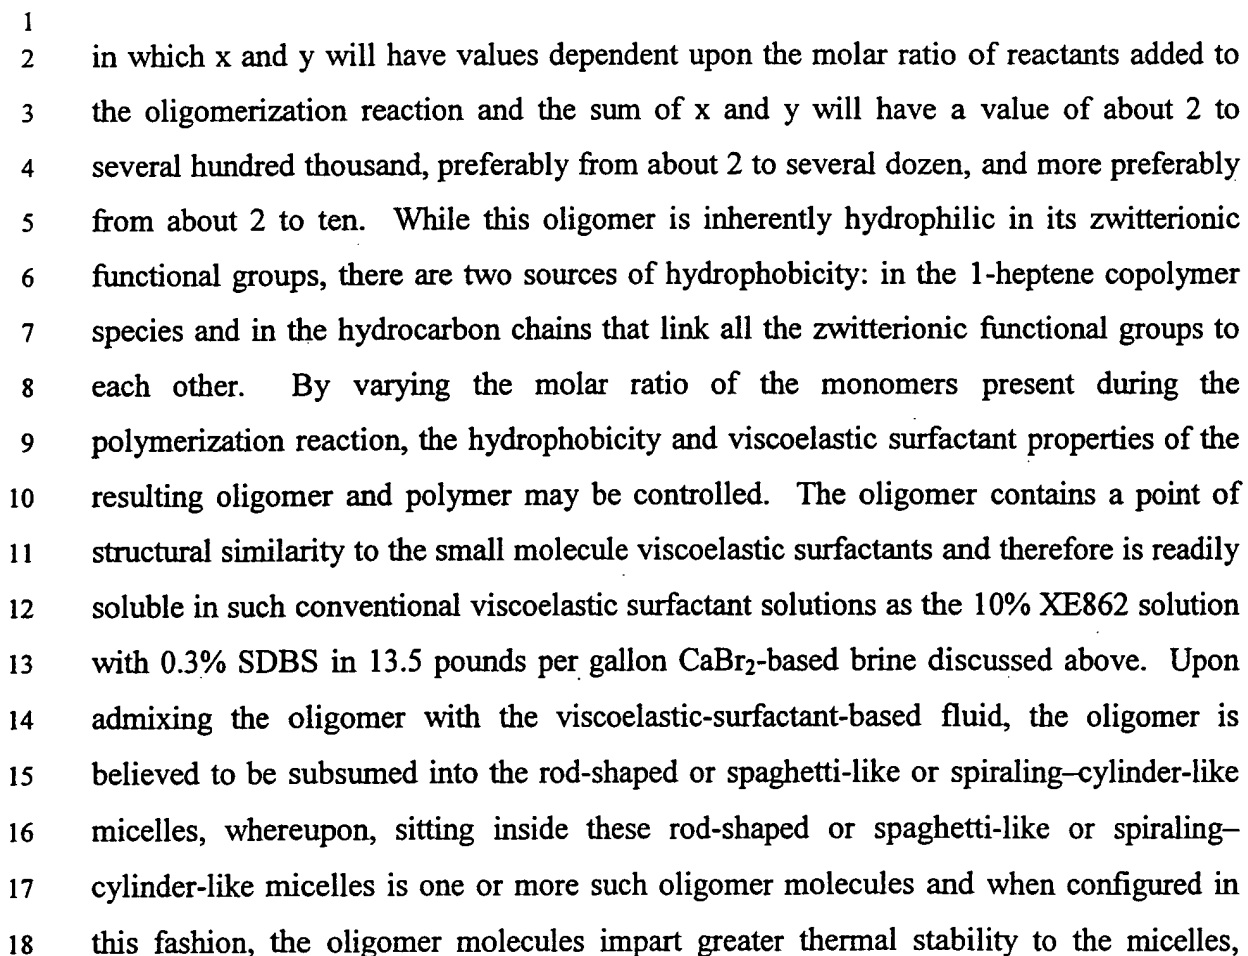 1
2 in which x and y will have values dependent upon the molar ratio of reactants added to
3 the oligomerization reaction and the sum of x and y will have a value of about 2 to
4 several hundred thousand, preferably from about 2 to several dozen, and more preferably
5 from about 2 to ten. While this oligomer is inherently hydrophilic in its zwitterionic
6 functional groups, there are two sources of hydrophobicity: in the 1-heptene copolymer
7 species and in the hydrocarbon chains that link all the zwitterionic functional groups to
8 each other. By varying the molar ratio of the monomers present during the
9 polymerization reaction, the hydrophobicity and viscoelastic surfactant properties of the
10 resulting oligomer and polymer may be controlled. The oligomer contains a point of
11 structural similarity to the small molecule viscoelastic surfactants and therefore is readily
12 soluble in such conventional viscoelastic surfactant solutions as the 10% XE862 solution
13 with 0.3% SDBS in 13.5 pounds per gallon CaBr₂-based brine discussed above. Upon
14 admixing the oligomer with the viscoelastic-surfactant-based fluid, the oligomer is
15 believed to be subsumed into the rod-shaped or spaghetti-like or spiraling–cylinder-like
16 micelles, whereupon, sitting inside these rod-shaped or spaghetti-like or spiraling–
17 cylinder-like micelles is one or more such oligomer molecules and when configured in
18 this fashion, the oligomer molecules impart greater thermal stability to the micelles,